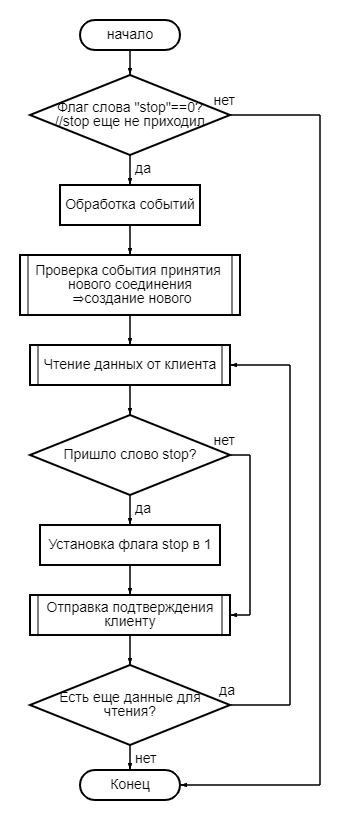 начало
Флаг слова "stop"==0?
//stop еще не приходил
нет
да
Обработка событий
Проверка события принятия
нового соединения
⇒создание нового
Чтение данных от клиента
Пришло слово stop?
нет
да
Установка флага stop в 1
Отправка подтверждения
клиенту
Есть еще данные для
чтения?
да
нет
Конец